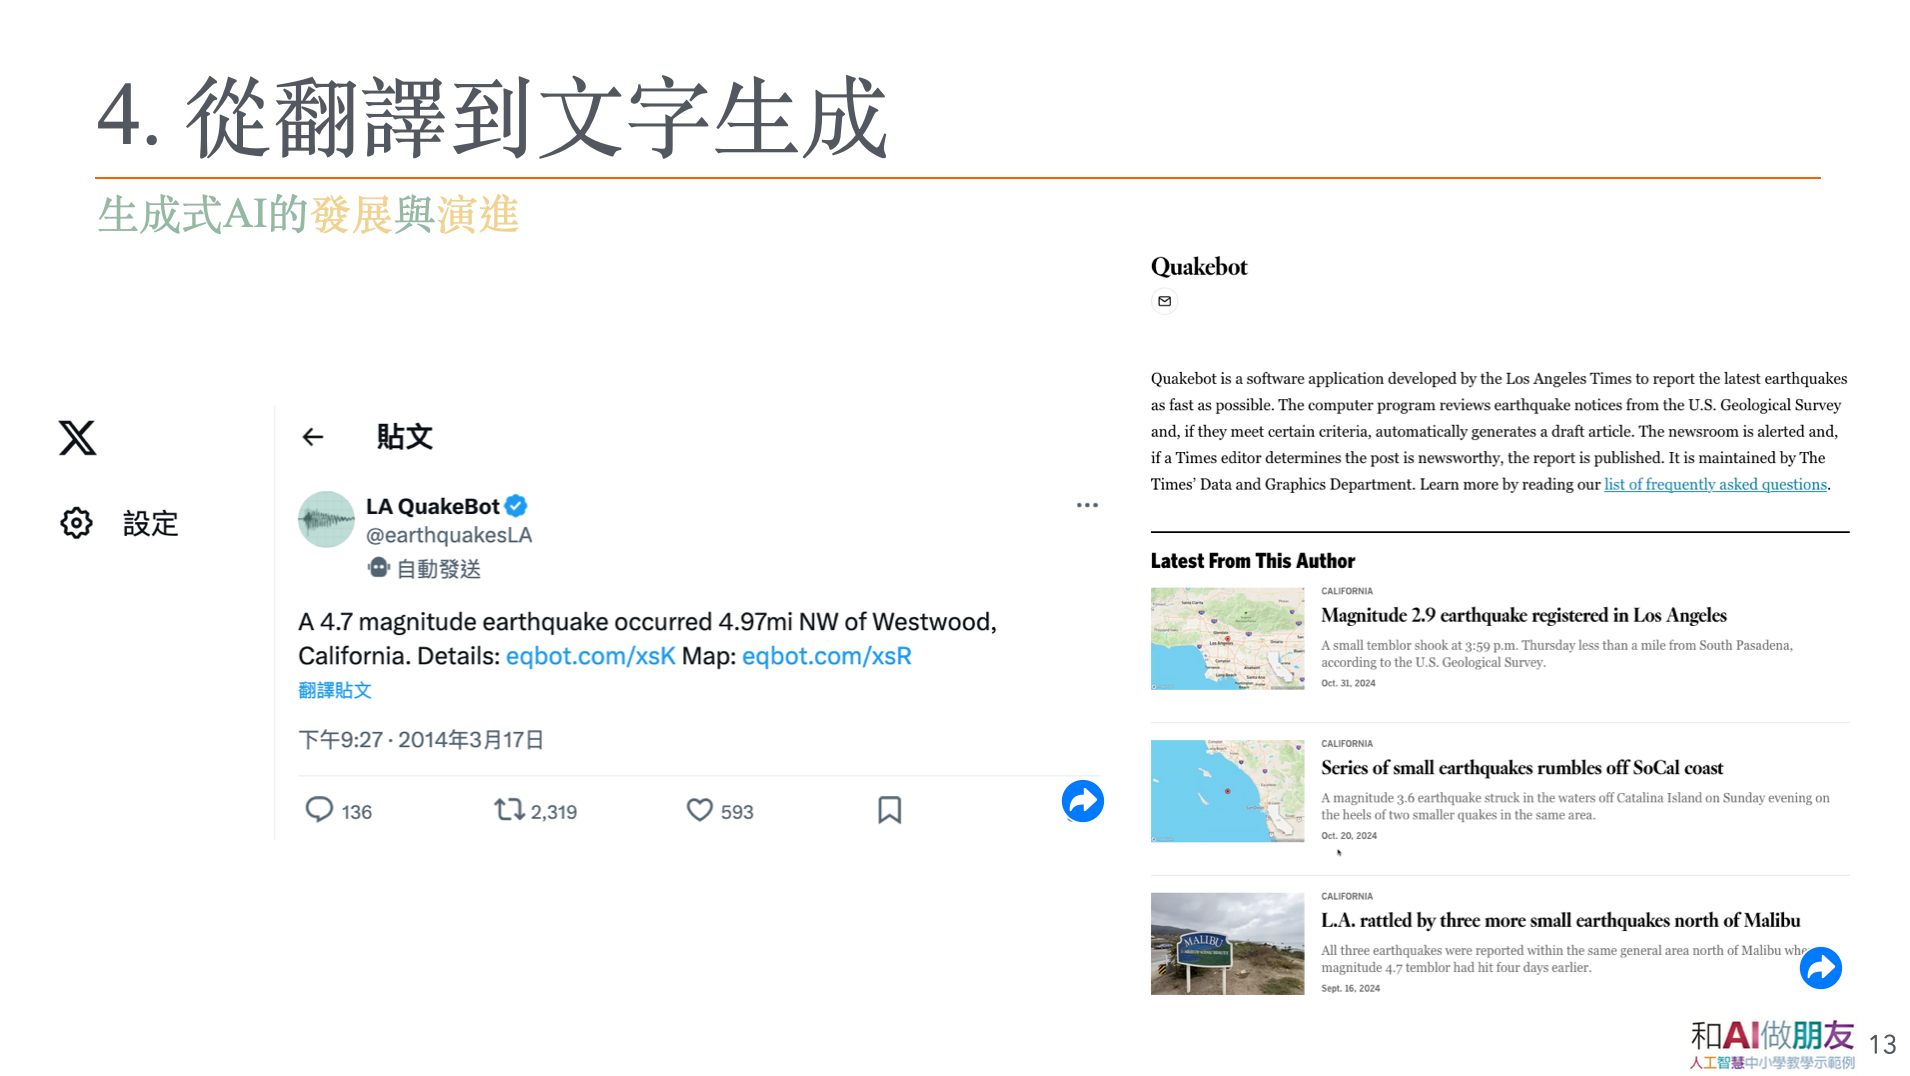 4. 從翻譯到文字生成
生成式AI的發展與演進
設定
貼文
LA QuakeBot
@earthquakesLA
自動發送
A 4.7 magnitude earthquake occurred 4.97mi NW of Westwood,
California. Details: eqbot.com/xsK Map: eqbot.com/xsR
翻譯貼文
下午9:27 · 2014年3月17日
136 2,319 593
Quakebot
Quakebot is a software application developed by the Los Angeles Times to report the latest earthquakes
as fast as possible. The computer program reviews earthquake notices from the U.S. Geological Survey
and, if they meet certain criteria, automatically generates a draft article. The newsroom is alerted and,
if a Times editor determines the post is newsworthy, the report is published. It is maintained by The
Times’ Data and Graphics Department. Learn more by reading our list of frequently asked questions.
Latest From This Author
CALIFORNIA
Magnitude 2.9 earthquake registered in Los Angeles
A small temblor shook at 3:59 p.m. Thursday less than a mile from South Pasadena,
according to the U.S. Geological Survey.
Oct. 31, 2024
CALIFORNIA
Series of small earthquakes rumbles off SoCal coast
A magnitude 3.6 earthquake struck in the waters off Catalina Island on Sunday evening on
the heels of two smaller quakes in the same area.
Oct. 20, 2024
MALIBU
CALIFORNIA
L.A. rattled by three more small earthquakes north of Malibu
All three earthquakes were reported within the same general area north of Malibu
magnitude 4.7 temblor had hit four days earlier.
Sept. 16, 2024
和AI做朋友
人工智慧中小學教學示範例
13